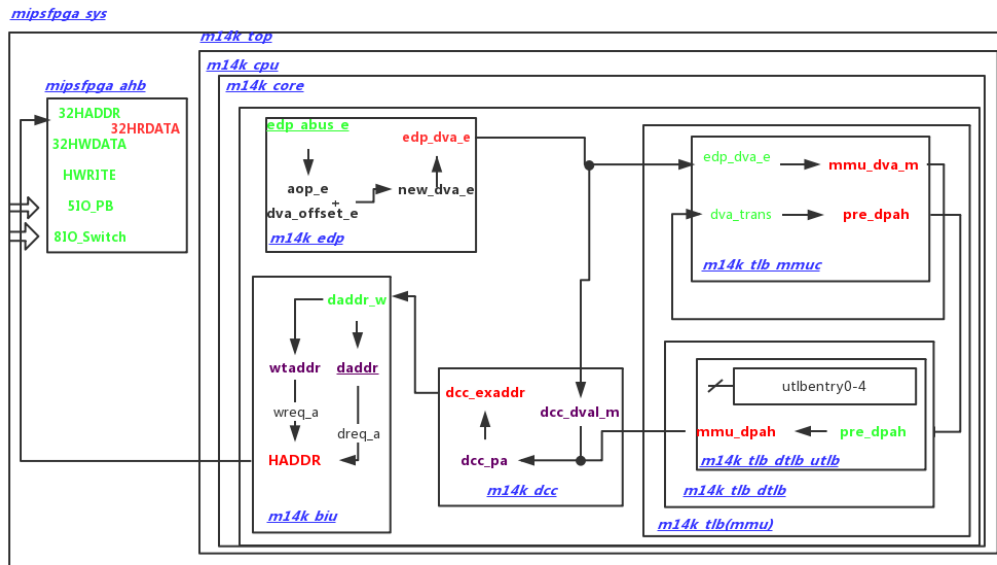 mipsfpga_sys
m14k_top
m14k_cpu
m14k_core
mipsfpga_ahb
32HADDR
32HRDATA
32HWDATA
HWRITE
5IO_PB
8IO_Switch
edp_abus_e
edp_dva_e
aop_e
+
dva_offset_e
new_dva_e
m14k_edp
edp_dva_e
mmu_dva_m
dva_trans
pre_dpah
m14k_tlb_mmuc
daddr_w
wtaddr
daddr
wreq_a
dreq_a
HADDR
m14k_biu
dcc_exaddr
dcc_dval_m
dcc_pa
m14k_dcc
utlbentry0-4
mmu_dpah
pre_dpah
m14k_tlb_dtlb_utlb
m14k_tlb_dtlb
m14k_tlb(mmu)